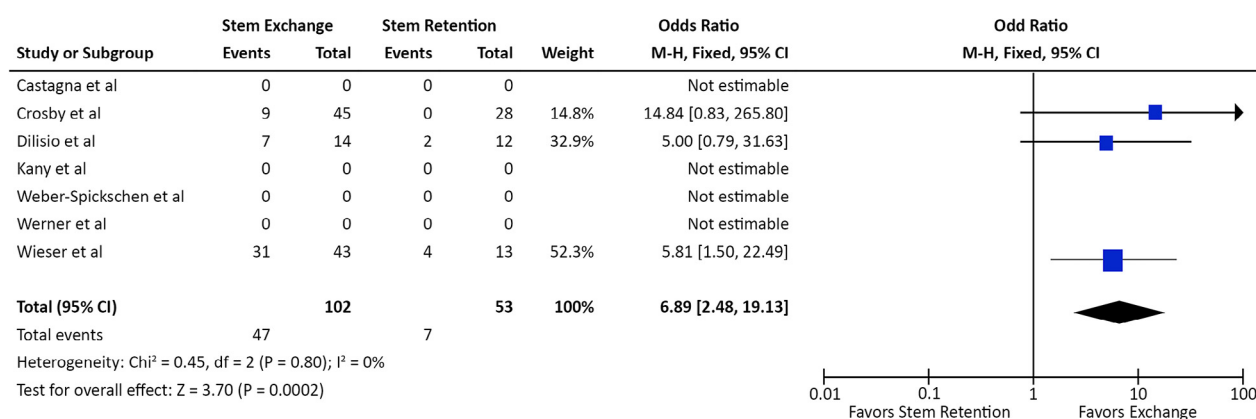 Stem Exchange Stem Retention Odds Ratio Odd Ratio
Study or Subgroup Events Total Events Total Weight M-H, Fixed, 95% CI M-H, Fixed, 95% CI
Castagna et al 0 0 0 0 Not estimable
Crosby et al 9 45 0 28 14.8% 14.84 [0.83, 265.80]
Dilisio et al 7 14 2 12 32.9% 5.00 [0.79, 31.63]
Kany et al 0 0 0 0 Not estimable
Weber-Spickschen et al 0 0 0 0 Not estimable
Werner et al 0 0 0 0 Not estimable
Wieser et al 31 43 4 13 52.3% 5.81 [1.50, 22.49]
Total (95% CI) 102 53 100% 6.89 [2.48, 19.13]
Total events 47 7
Heterogeneity: Chi² = 0.45, df = 2 (P = 0.80); I² = 0%
Test for overall effect: Z = 3.70 (P = 0.0002)
0.01 0.1 1 10 100
Favors Stem Retention Favors Exchange